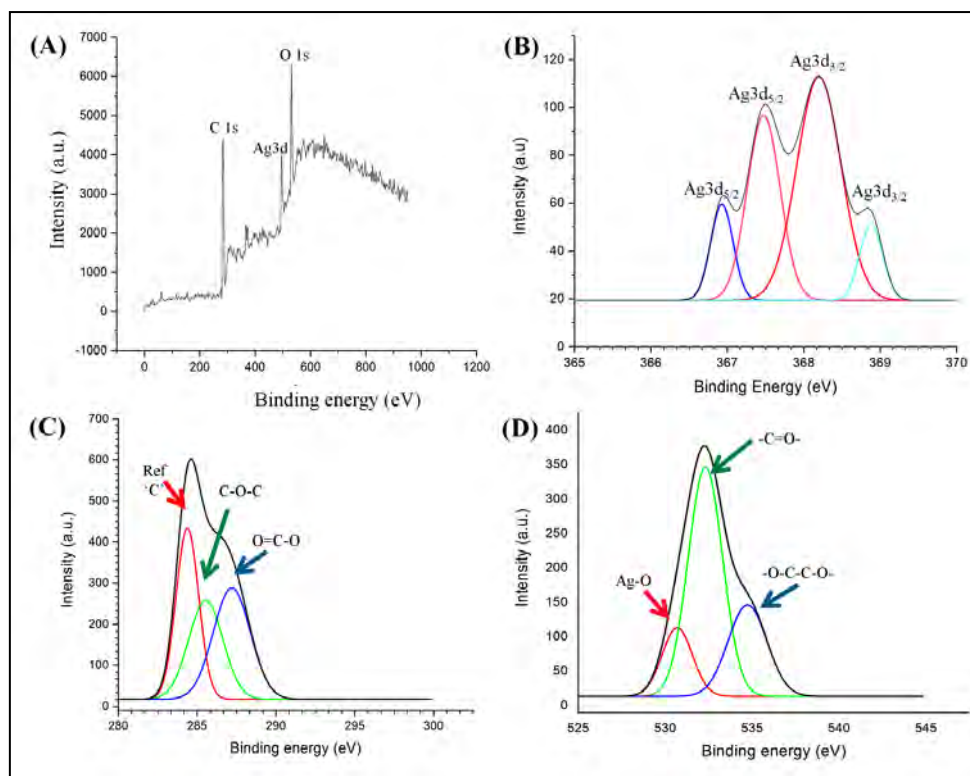 (A)
7000
6000
5000
4000
3000
2000
1000
0
-1000
Intensity (a.u.)
C 1s
Ag3d
O 1s
0 200 400 600 800 1000 1200
Binding energy (eV)
(B)
120
100
80
60
40
20
0
Intensity (a.u)
Ag3d5/2
Ag3d5/2
Ag3d3/2
Ag3d3/2
365 366 367 368 369 370
Binding Energy (eV)
(C)
700
600
500
400
300
200
100
0
Intensity (a.u.)
Ref
‘C’
C-O-C
O=C-O
280 285 290 295 300
Binding energy (eV)
(D)
400
350
300
250
200
150
100
50
0
Intensity (a.u.)
Ag-O
-C=O-
-O-C-C-O-
525 530 535 540 545
Binding energy (eV)